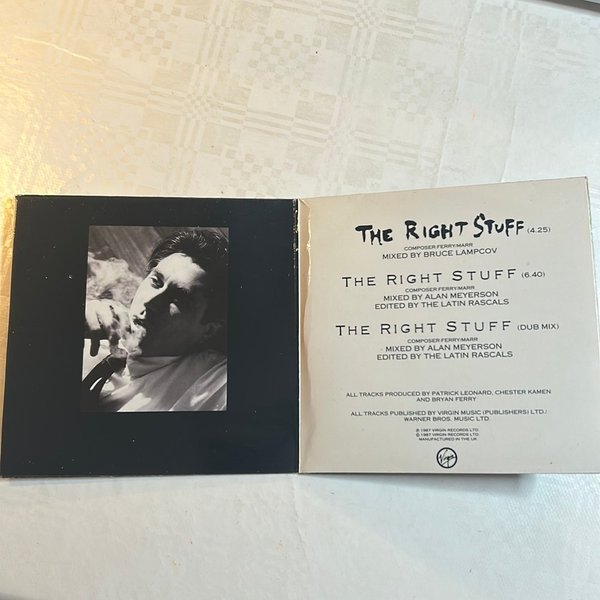 THE RIGHT STUFF (4.25)
COMPOSER FERRY/MARR
MIXED BY BRUCE LAMPCOV
THE RIGHT STUFF (6.40)
COMPOSER FERRY/MARR
MIXED BY ALAN MEYERSON
EDITED BY THE LATIN RASCALS
THE RIGHT STUFF (DUB MIX)
COMPOSER FERRY/MARR
MIXED BY ALAN MEYERSON
EDITED BY THE LATIN RASCALS
ALL TRACKS PRODUCED BY PATRICK LEONARD, CHESTER KAMEN
AND BRYAN FERRY
ALL TRACKS PUBLISHED BY VIRGIN MUSIC (PUBLISHERS) LTD./
WARNER BROS. MUSIC LTD.
℗ 1987 VIRGIN RECORDS LTD.
© 1987 VIRGIN RECORDS LTD.
MANUFACTURED IN THE UK
Virgin